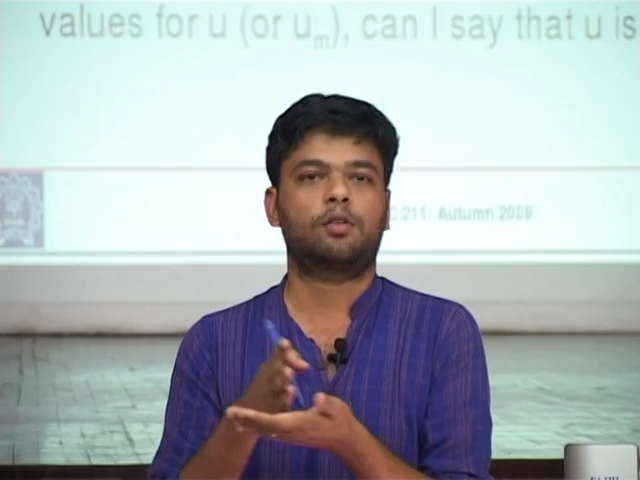 values for u (or uₘ), can I say that u is
211: Autumn 2009